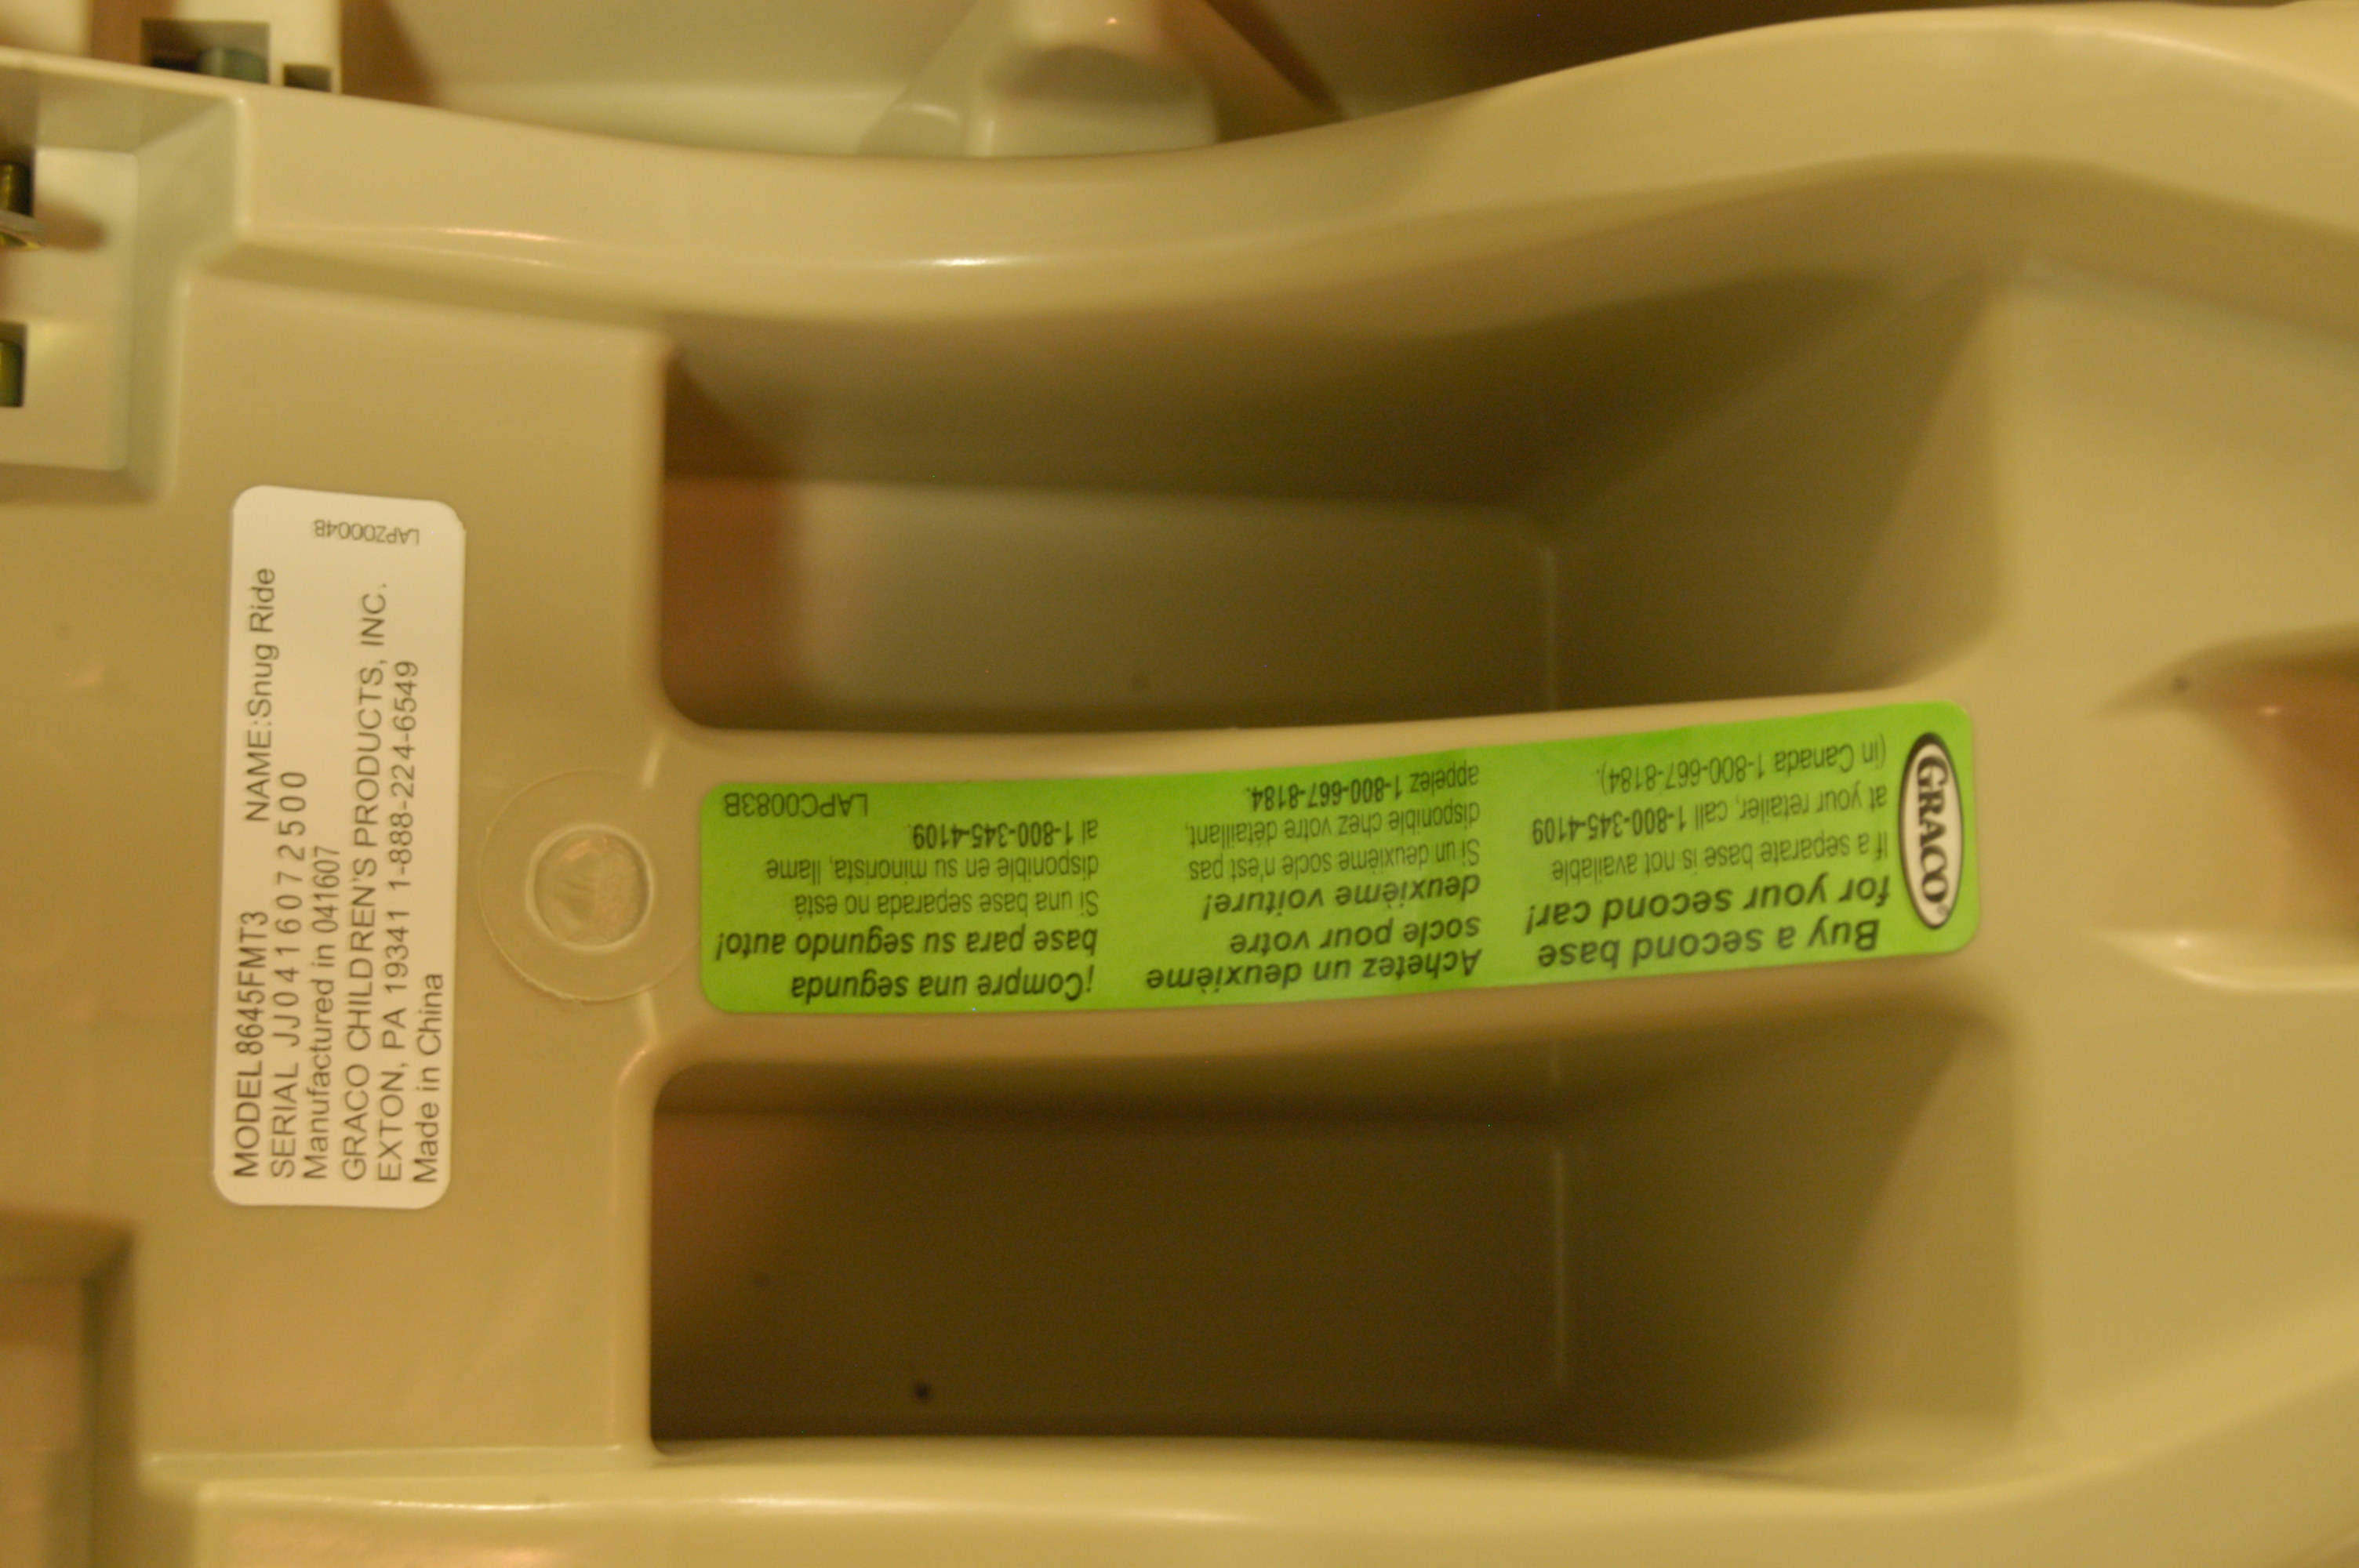 MODEL 8645FMT3 NAME:Snug Ride
SERIAL JJ0416072500
Manufactured in 041607
GRACO CHILDREN'S PRODUCTS, INC.
EXTON, PA 19341 1-888-224-6549
Made in China
LAPZ0004B
GRACO®
Buy a second base
for your second car!
If a separate base is not available
at your retailer, call 1-800-345-4109
(in Canada 1-800-667-8184).
Achetez un deuxième
socle pour votre
deuxième voiture!
Si un deuxième socle n'est pas
disponible chez votre détaillant,
appelez 1-800-667-8184.
¡Compre una segunda
base para su segundo auto!
Si una base separada no está
disponible en su minorista, llame
al 1-800-345-4109.
LAPC0083B